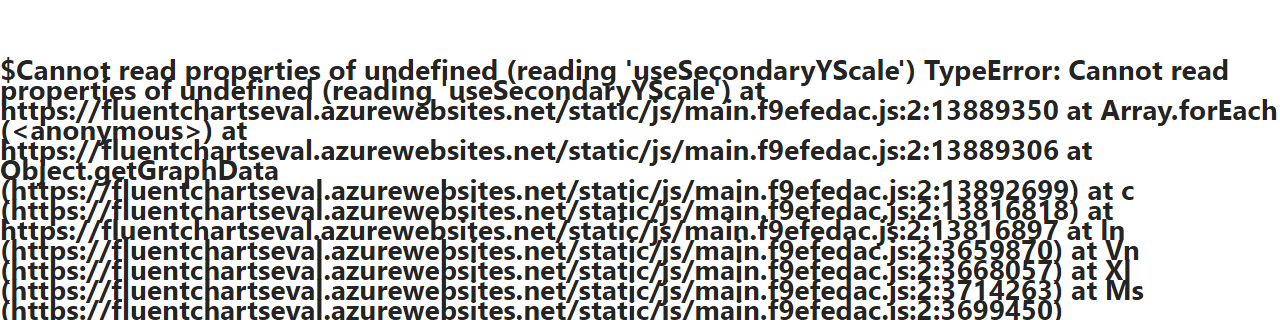 $Cannot read properties of undefined (reading 'useSecondaryYScale') TypeError: Cannot read
properties of undefined (reading 'useSecondaryYScale') at
https://fluentchartseval.azurewebsites.net/static/js/main.f9efedac.js:2:13889350 at Array.forEach
(<anonymous>) at
https://fluentchartseval.azurewebsites.net/static/js/main.f9efedac.js:2:13889306 at
Object.getGraphData
(https://fluentchartseval.azurewebsites.net/static/js/main.f9efedac.js:2:13892699) at c
(https://fluentchartseval.azurewebsites.net/static/js/main.f9efedac.js:2:13816818) at
https://fluentchartseval.azurewebsites.net/static/js/main.f9efedac.js:2:13816897 at In
(https://fluentchartseval.azurewebsites.net/static/js/main.f9efedac.js:2:3659870) at Vn
(https://fluentchartseval.azurewebsites.net/static/js/main.f9efedac.js:2:3668057) at Xl
(https://fluentchartseval.azurewebsites.net/static/js/main.f9efedac.js:2:3714263) at Ms
(https://fluentchartseval.azurewebsites.net/static/js/main.f9efedac.js:2:3699450)